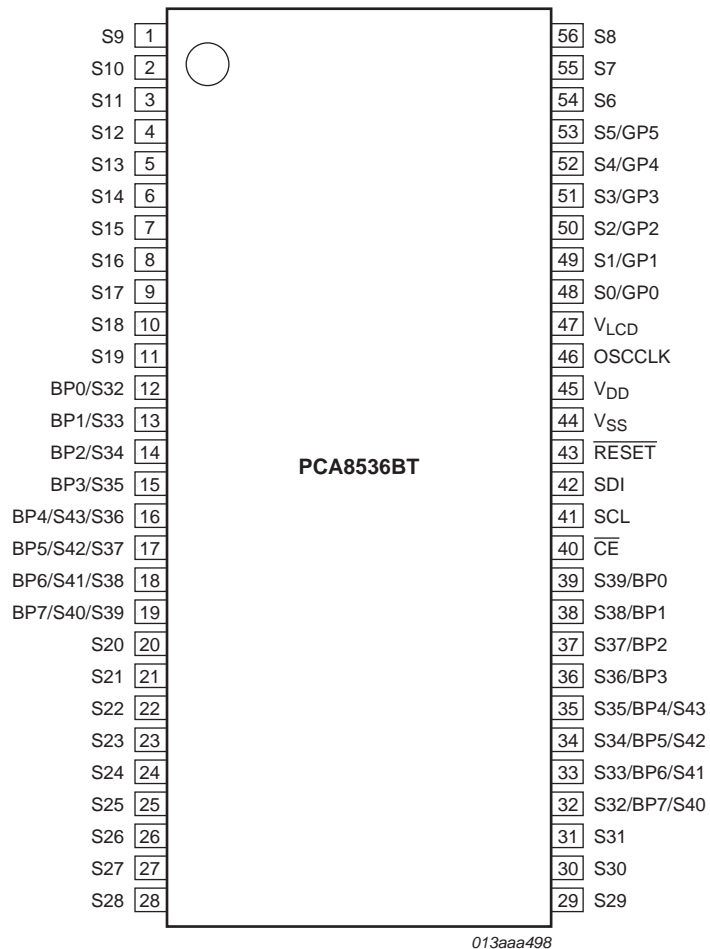 S9 1 56 S8
S10 2 55 S7
S11 3 54 S6
S12 4 53 S5/GP5
S13 5 52 S4/GP4
S14 6 51 S3/GP3
S15 7 50 S2/GP2
S16 8 49 S1/GP1
S17 9 48 S0/GP0
S18 10 47 VLCD
S19 11 46 OSCCLK
BP0/S32 12 45 VDD
BP1/S33 13 44 VSS
BP2/S34 14 43 RESET
PCA8536BT
BP3/S35 15 42 SDI
BP4/S43/S36 16 41 SCL
BP5/S42/S37 17 40 CE
BP6/S41/S38 18 39 S39/BP0
BP7/S40/S39 19 38 S38/BP1
S20 20 37 S37/BP2
S21 21 36 S36/BP3
S22 22 35 S35/BP4/S43
S23 23 34 S34/BP5/S42
S24 24 33 S33/BP6/S41
S25 25 32 S32/BP7/S40
S26 26 31 S31
S27 27 30 S30
S28 28 29 S29
013aaa498